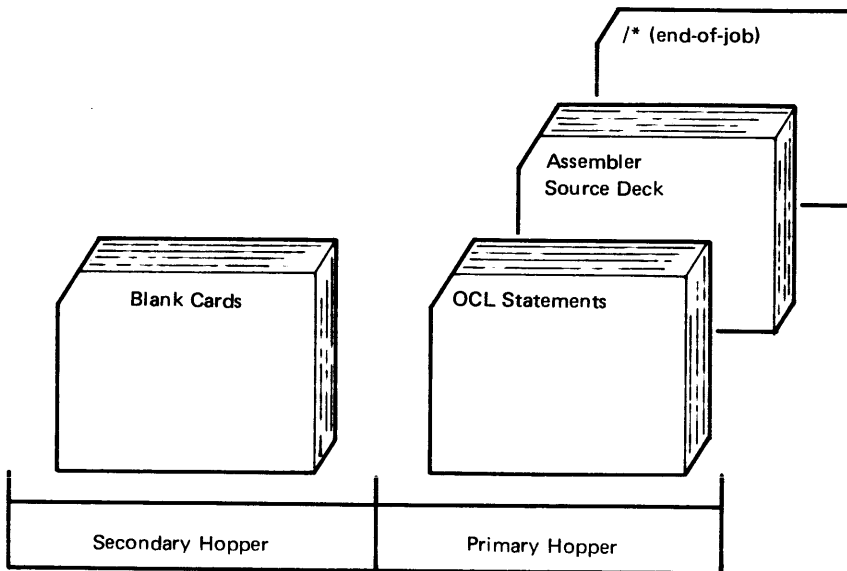 /* (end-of-job)
Assembler
Source Deck
Blank Cards
OCL Statements
Secondary Hopper
Primary Hopper